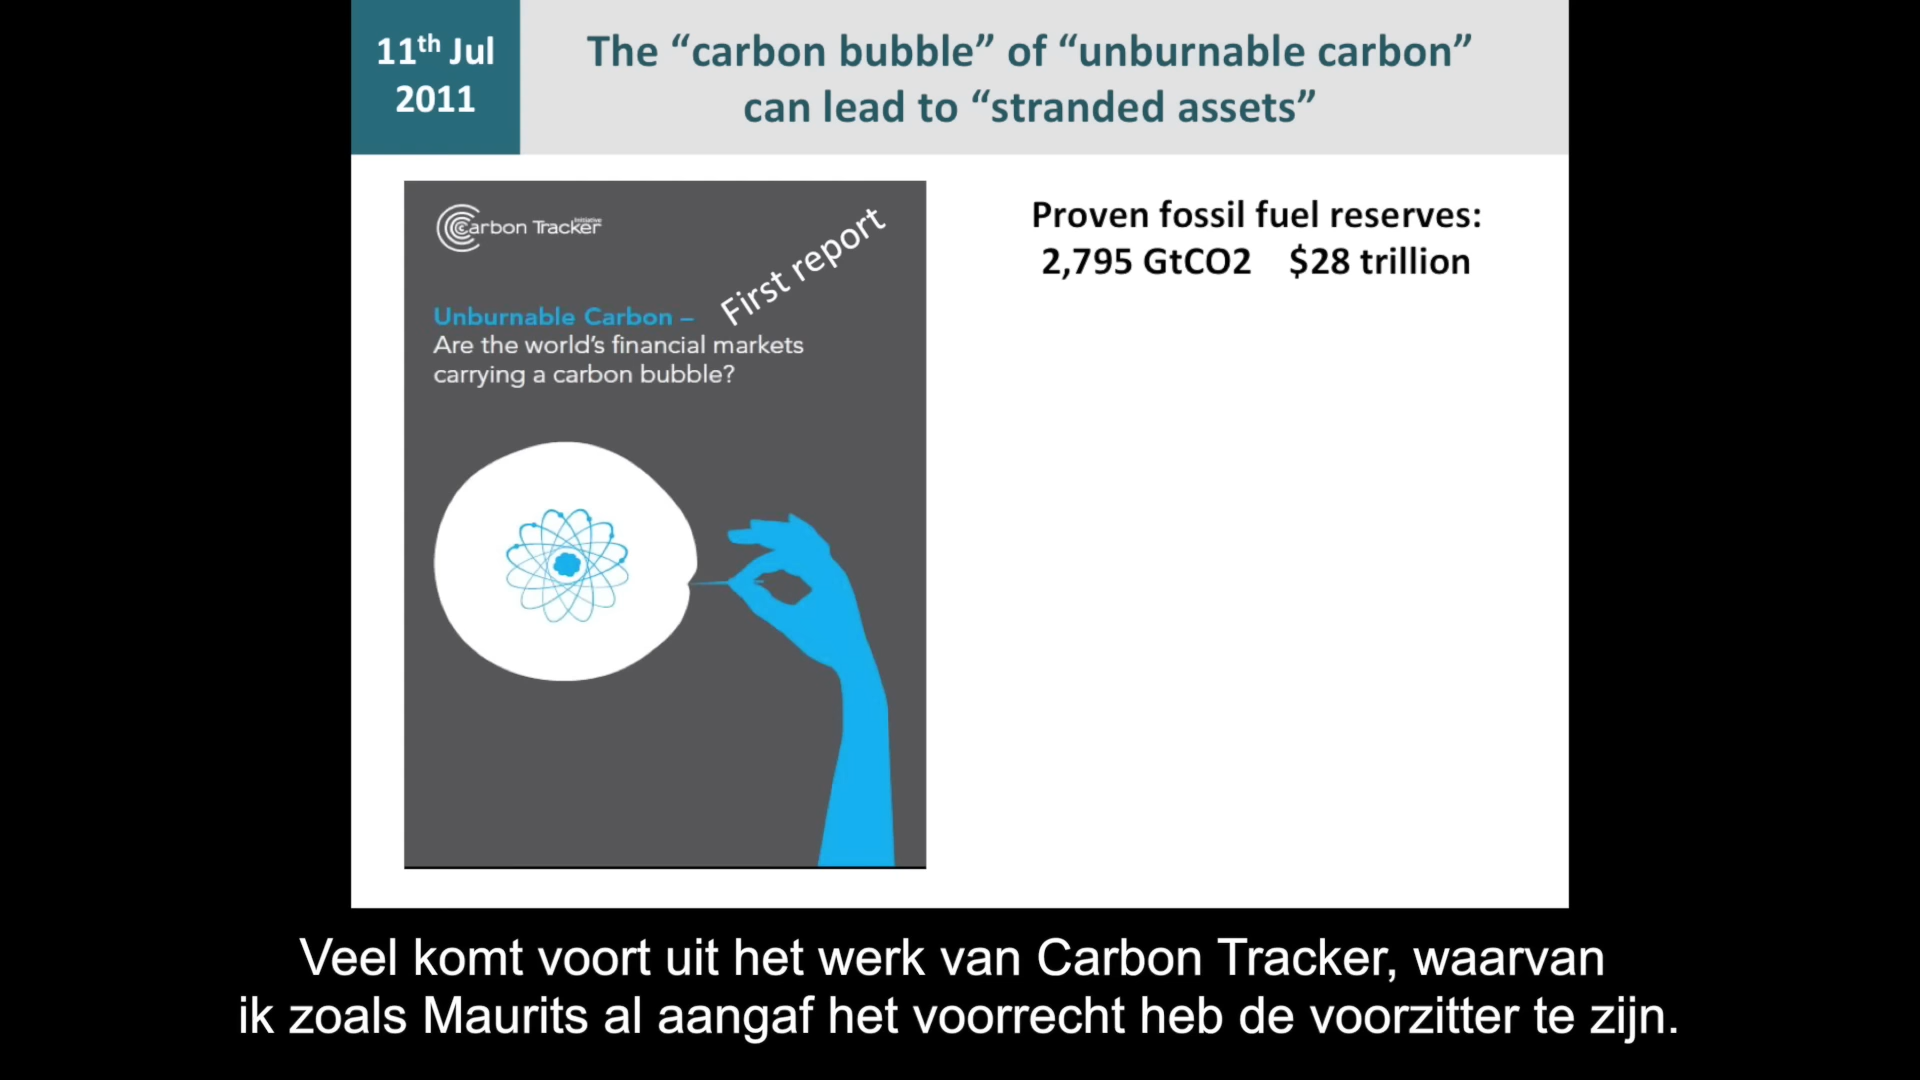 11th Jul
2011
The “carbon bubble” of “unburnable carbon”
can lead to “stranded assets”
Carbon Tracker
Initiative
First report
Unburnable Carbon –
Are the world’s financial markets
carrying a carbon bubble?
Proven fossil fuel reserves:
2,795 GtCO2 $28 trillion
Veel komt voort uit het werk van Carbon Tracker, waarvan
ik zoals Maurits al aangaf het voorrecht heb de voorzitter te zijn.